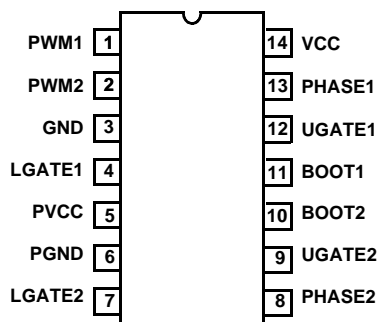 PWM1 1 14 VCC
PWM2 2 13 PHASE1
GND 3 12 UGATE1
LGATE1 4 11 BOOT1
PVCC 5 10 BOOT2
PGND 6 9 UGATE2
LGATE2 7 8 PHASE2